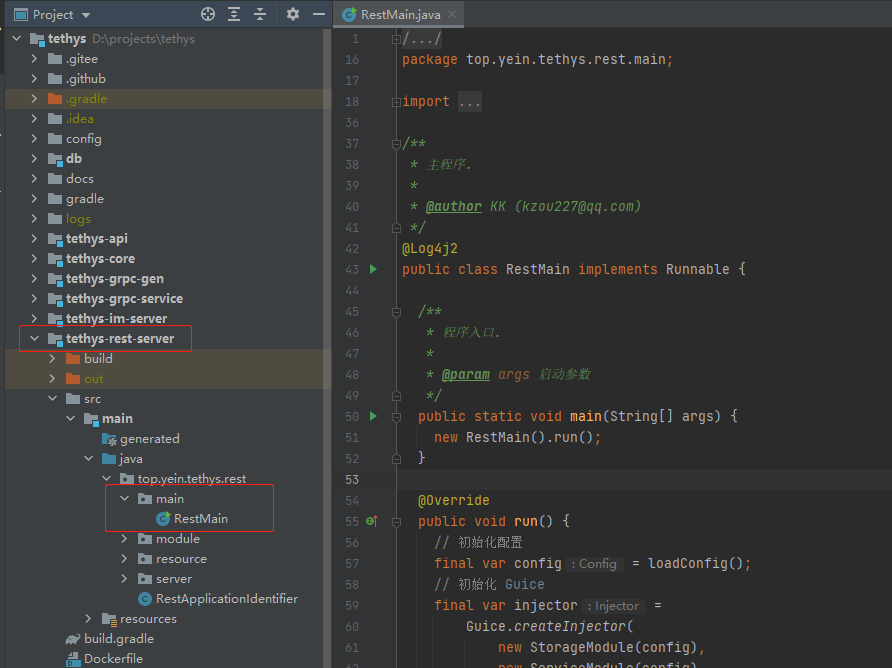 Project
tethys D:\projects\tethys
.gitee
.github
.gradle
.idea
config
db
docs
gradle
logs
tethys-api
tethys-core
tethys-grpc-gen
tethys-grpc-service
tethys-im-server
tethys-rest-server
build
out
src
main
generated
java
top.yein.tethys.rest
main
RestMain
module
resource
server
RestApplicationIdentifier
resources
build.gradle
Dockerfile
RestMain.java
1 /.../
16 package top.yein.tethys.rest.main;
17
18 import ...
36
37 /**
38 * 主程序.
39 *
40 * @author KK (kzou227@qq.com)
41 */
42 @Log4j2
43 public class RestMain implements Runnable {
44
45 /**
46 * 程序入口.
47 *
48 * @param args 启动参数
49 */
50 public static void main(String[] args) {
51 new RestMain().run();
52 }
53
54 @Override
55 public void run() {
56 // 初始化配置
57 final var config : Config = loadConfig();
58 // 初始化 Guice
59 final var injector : Injector =
60 Guice.createInjector(
61 new StorageModule(config),
62 new ServiceModule(config)